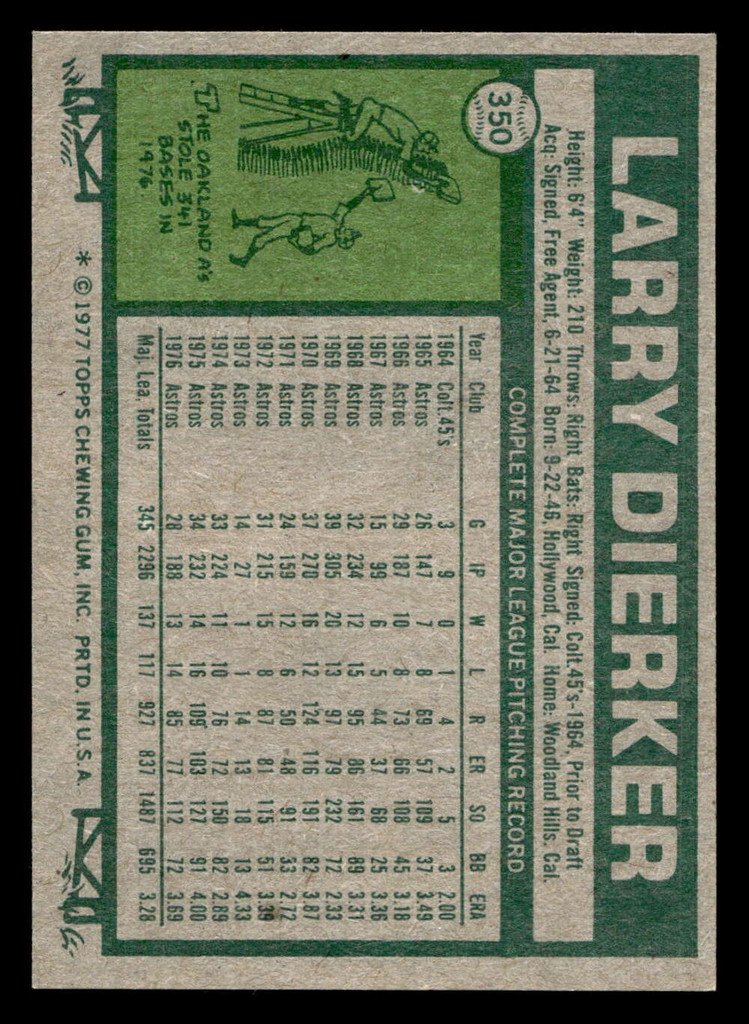 350
LARRY DIERKER
Height: 6'4" Weight: 210 Throws: Right Bats: Right Signed: Colt.45's-1964, Prior to Draft
Acq: Signed, Free Agent, 6-21-64 Born: 9-22-46, Hollywood, Cal. Home: Woodland Hills, Cal.
THE OAKLAND A's
STOLE 341
BASES IN
1976.
COMPLETE MAJOR LEAGUE PITCHING RECORD
Year Club G IP W L R ER SO BB ERA
1964 Colt.45's 3 9 0 1 4 2 5 3 2.00
1965 Astros 26 147 7 8 69 57 109 37 3.49
1966 Astros 29 187 10 8 73 66 108 45 3.18
1967 Astros 15 99 6 5 44 37 68 25 3.36
1968 Astros 32 234 12 15 95 86 161 89 3.31
1969 Astros 39 305 20 13 97 79 232 72 2.33
1970 Astros 37 270 16 12 124 116 191 82 3.87
1971 Astros 24 159 12 6 50 48 91 33 2.72
1972 Astros 31 215 15 8 87 81 115 51 3.39
1973 Astros 14 27 1 1 14 13 18 13 4.33
1974 Astros 33 224 11 10 76 72 150 82 2.89
1975 Astros 34 232 14 16 109 103 127 91 4.00
1976 Astros 28 188 13 14 85 77 112 72 3.69
Maj. Lea. Totals 345 2296 137 117 927 837 1487 695 3.28
* © 1977 TOPPS CHEWING GUM, INC. PRTD. IN U.S.A.